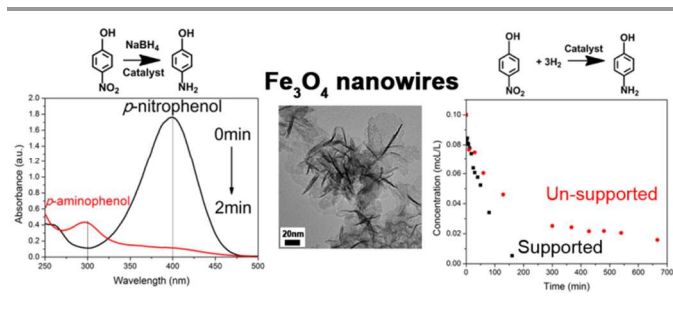 OH
NaBH4
Catalyst
NO2
OH
NH2
Fe3O4 nanowires
OH
NO2
+ 3H2
Catalyst
OH
NH2
Absorbance (a.u.)
2.0
1.8
1.6
1.4
1.2
1.0
0.8
0.6
0.4
0.2
0.0
p-nitrophenol
0min
2min
p-aminophenol
250 300 350 400 450 500
Wavelength (nm)
20nm
Concentration (moL/L)
0.10
0.08
0.06
0.04
0.02
0.00
Un-supported
Supported
0 100 200 300 400 500 600 700
Time (min)